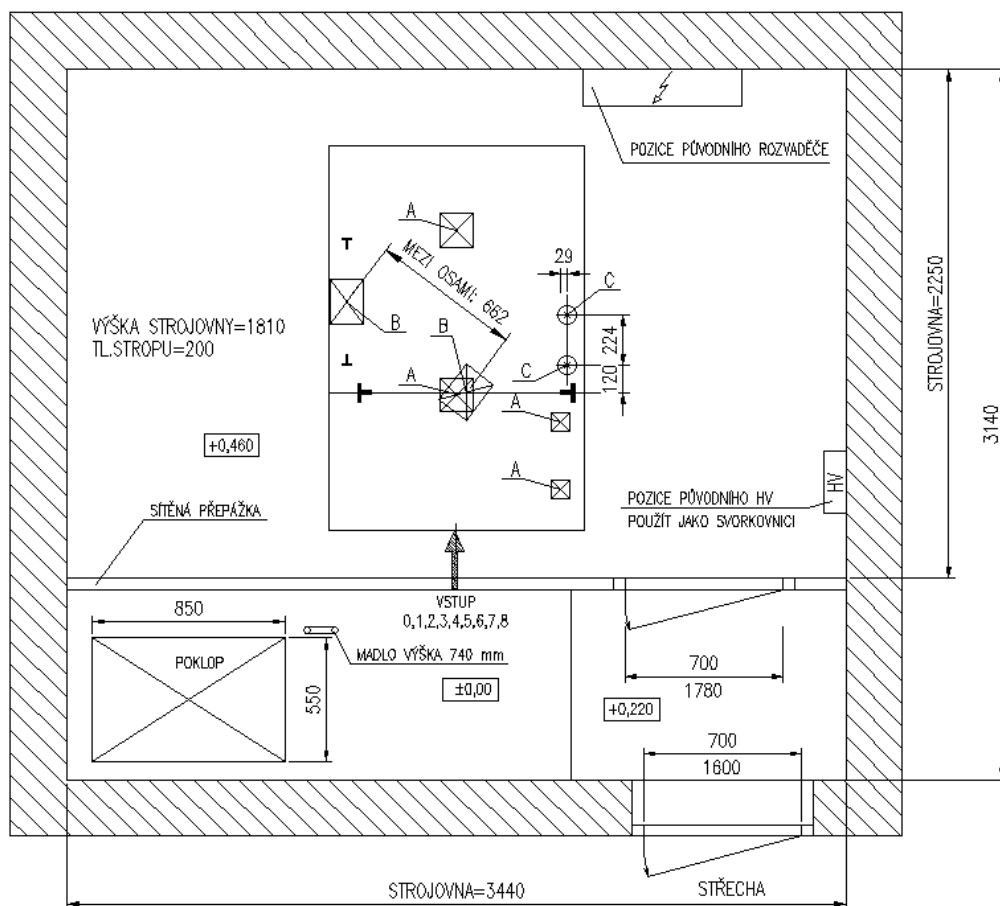 POZICE PŮVODNÍHO ROZVADĚČE
A
MEZI OSAMI: 662
29
C
B
VÝŠKA STROJOVNY=1810
TL.STROPU=200
B
224
STROJOVNA=2250
A
C
120
3140
A
+0,460
A
HV
POZICE PŮVODNÍHO HV
POUŽÍT JAKO SVORKOVNICI
SÍTĚNÁ PŘEPÁŽKA
VSTUP
0,1,2,3,4,5,6,7,8
850
MADLO VÝŠKA 740 mm
POKLOP
700
1780
±0,00
550
+0,220
700
1600
STROJOVNA=3440
STŘECHA